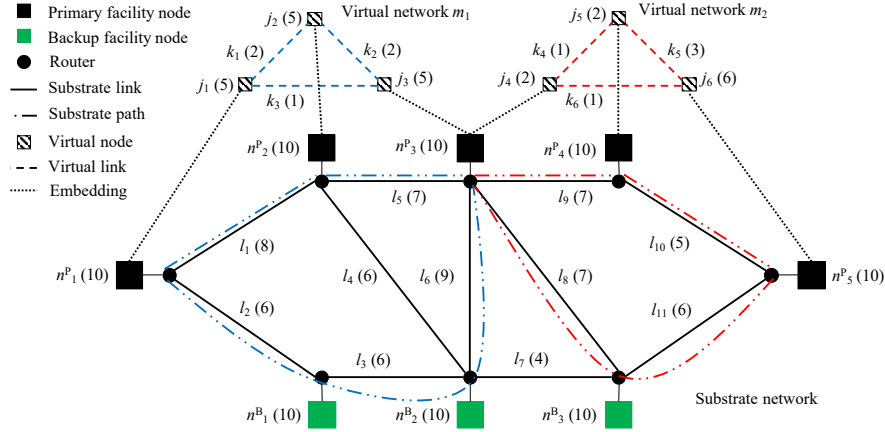 Primary facility node
Backup facility node
Router
Substrate link
Substrate path
Virtual node
Virtual link
Embedding
j₂ (5)
Virtual network m₁
k₁ (2)
k₂ (2)
j₁ (5)
j₃ (5)
k₃ (1)
j₅ (2)
Virtual network m₂
k₄ (1)
k₅ (3)
j₄ (2)
j₆ (6)
k₆ (1)
nᴾ₂ (10)
nᴾ₃ (10)
nᴾ₄ (10)
l₅ (7)
l₉ (7)
l₁ (8)
l₁₀ (5)
l₄ (6)
l₆ (9)
l₈ (7)
nᴾ₁ (10)
nᴾ₅ (10)
l₂ (6)
l₁₁ (6)
l₃ (6)
l₇ (4)
Substrate network
nᴮ₁ (10)
nᴮ₂ (10)
nᴮ₃ (10)